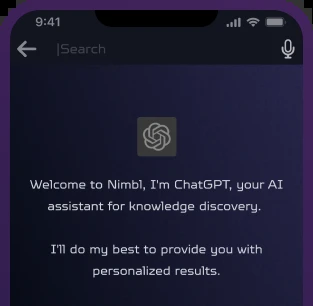 9:41
Search
Welcome to Nimbl, I'm ChatGPT, your AI
assistant for knowledge discovery.
I'll do my best to provide you with
personalized results.